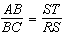 AB/BC = ST/RS